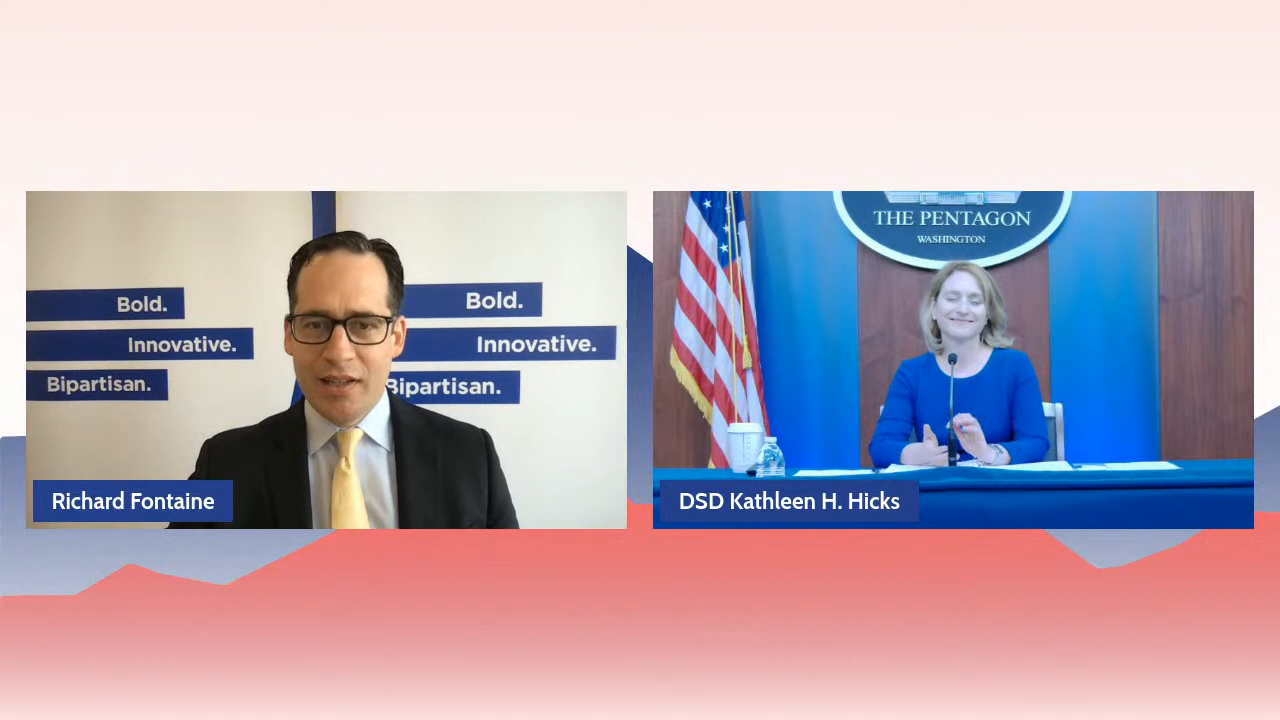 Bold.
Innovative.
Bipartisan.
Bold.
Innovative.
Bipartisan.
Richard Fontaine
THE PENTAGON
WASHINGTON
DSD Kathleen H. Hicks